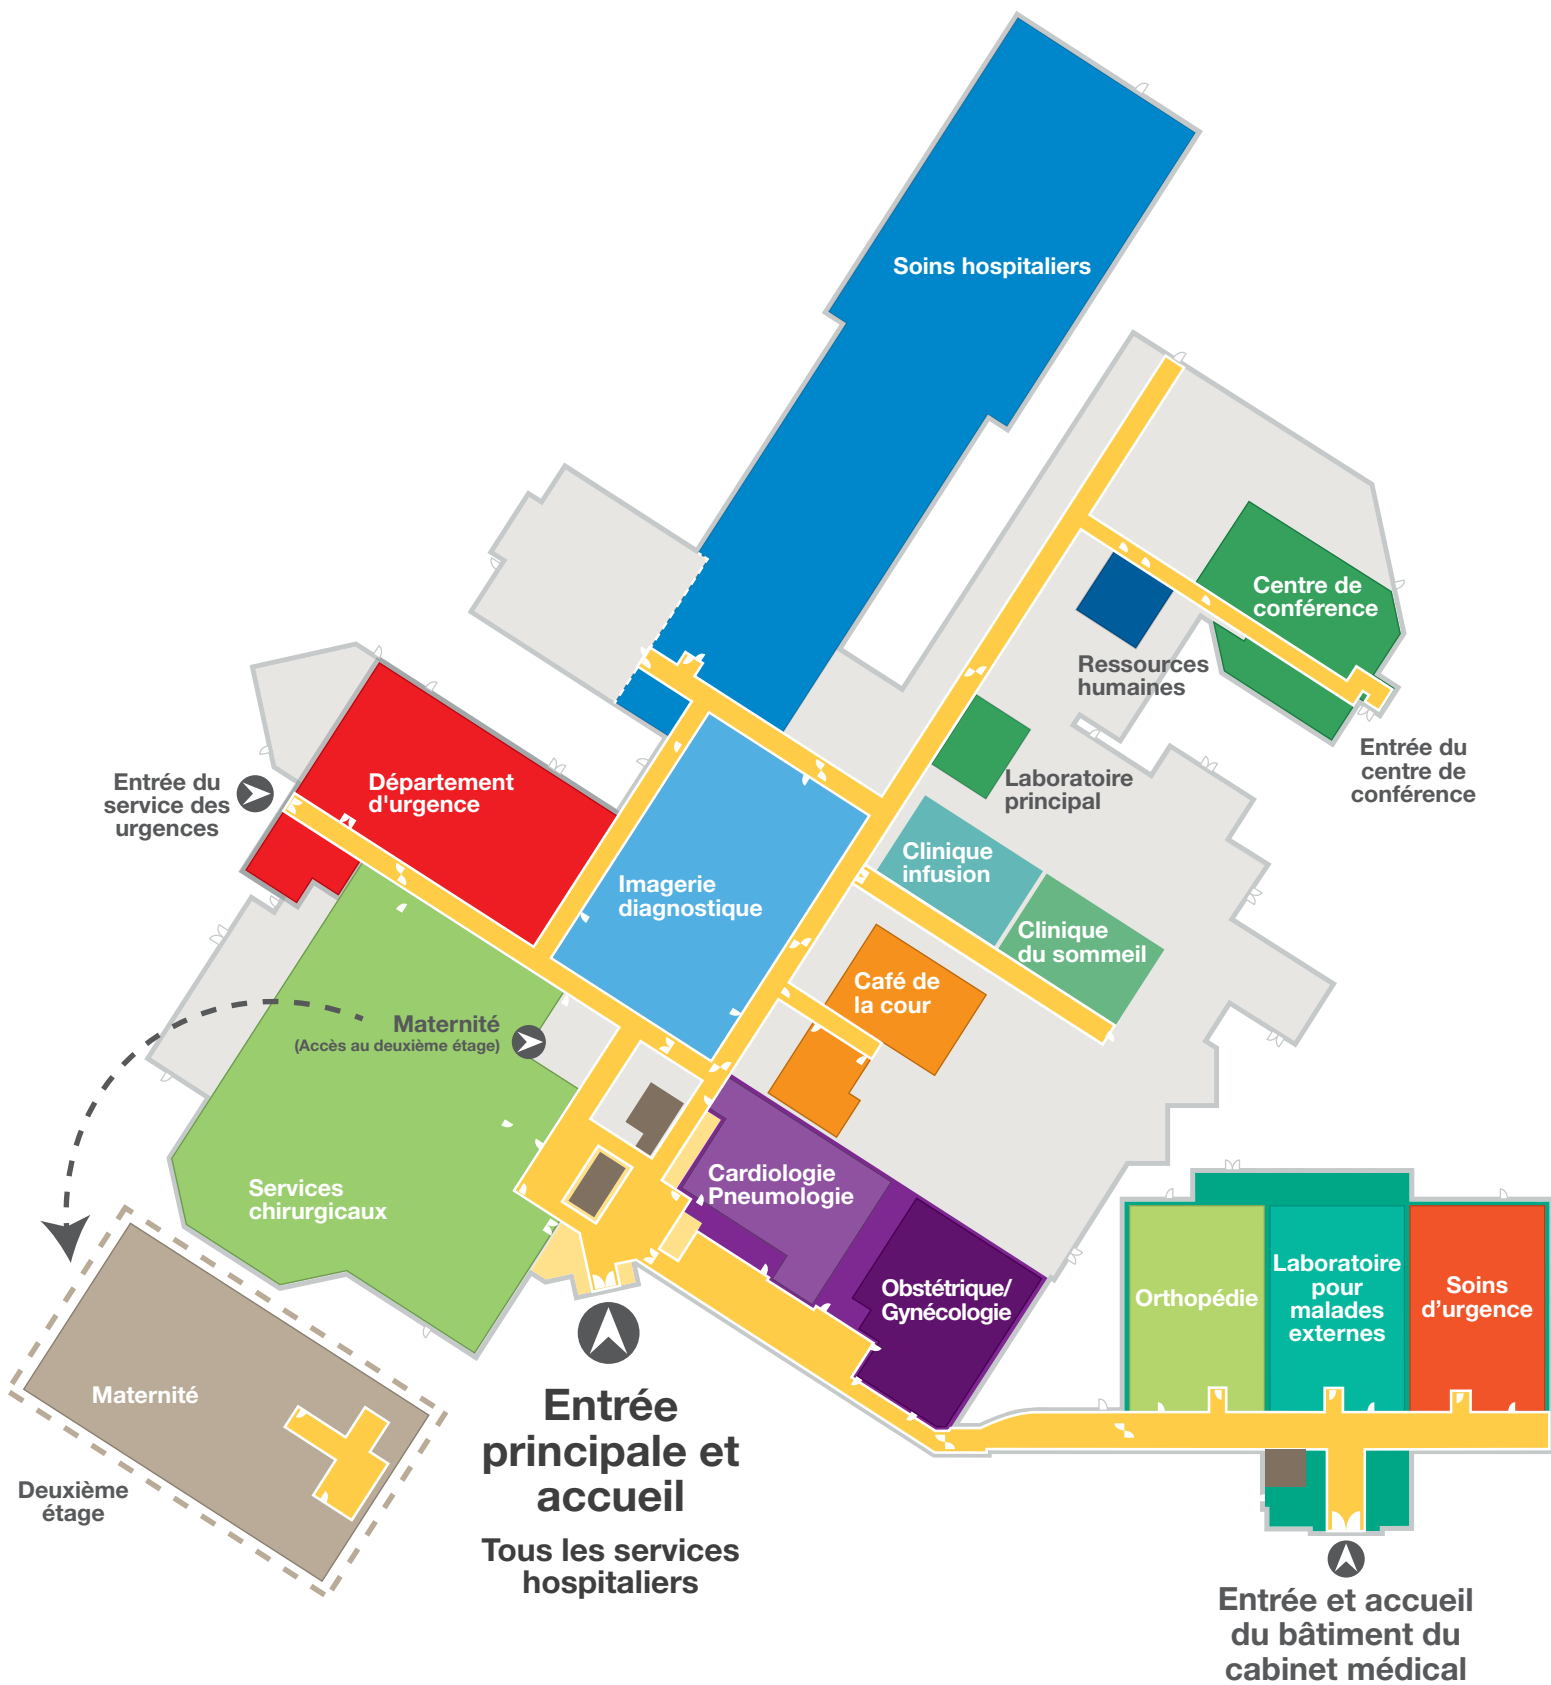 Soins hospitaliers
Centre de
conférence
Ressources
humaines
Entrée du
centre de
conférence
Laboratoire
principal
Entrée du
service des
urgences
Département
d'urgence
Clinique
infusion
Imagerie
diagnostique
Clinique
du sommeil
Café de
la cour
Maternité
(Accès au deuxième étage)
Cardiologie
Pneumologie
Services
chirurgicaux
Obstétrique/
Gynécologie
Orthopédie
Laboratoire
pour
malades
externes
Soins
d’urgence
Maternité
Deuxième
étage
Entrée
principale et
accueil
Tous les services
hospitaliers
Entrée et accueil
du bâtiment du
cabinet médical